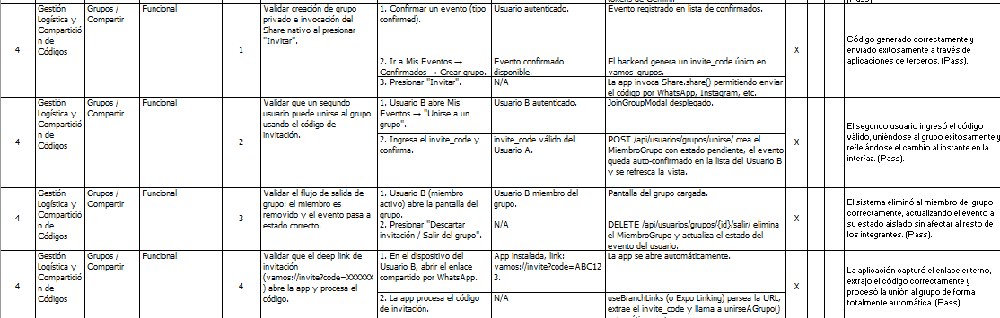 (Pass).
4
Gestión
Logística y
Compartició
n de
Códigos
Grupos /
Compartir
Funcional
1
Validar creación de grupo
privado e invocación del
Share nativo al presionar
"Invitar".
1. Confirmar un evento (tipo
confirmed).
Usuario autenticado.
Evento registrado en lista de
confirmados.
2. Ir a Mis Eventos →
Confirmados → Crear grupo.
Evento confirmado
disponible.
El backend genera un invite_code único en
vamos_grupos.
3. Presionar "Invitar".
N/A
La app invoca Share.share() permitiendo enviar
el código por WhatsApp, Instagram, etc.
X
Código generado correctamente y
enviado exitosamente a través de
aplicaciones de terceros. (Pass).
4
Gestión
Logística y
Compartició
n de
Códigos
Grupos /
Compartir
Funcional
2
Validar que un segundo
usuario puede unirse al grupo
usando el código de
invitación.
1. Usuario B abre Mis
Eventos → "Unirse a un
grupo".
Usuario autenticado.
JoinGroupModal desplegado.
2. Ingresa el invite_code y
confirma.
invite_code válido del
Usuario A.
POST /api/usuarios/grupos/unirse/ crea el
MiembroGrupo con estado pendiente, el evento
queda auto-confirmado en la lista del Usuario B
y se refresca la vista.
X
El segundo usuario ingresó el código
válido, uniéndose al grupo exitosamente y
reflejándose el cambio al instante en la
interfaz. (Pass).
4
Gestión
Logística y
Compartició
n de
Códigos
Grupos /
Compartir
Funcional
3
Validar el flujo de salida de
grupo: el miembro es
removido y el evento pasa a
estado correcto.
1. Usuario B (miembro
activo) abre la pantalla del
grupo.
Usuario B miembro del
grupo.
Pantalla del grupo cargada.
2. Presionar "Descartar
invitación / Salir del grupo".
N/A
DELETE /api/usuarios/grupos/{id}/salir/ elimina
el MiembroGrupo y actualiza el estado del
evento del usuario.
X
El sistema eliminó al miembro del grupo
correctamente, actualizando el evento a
su estado aislado sin afectar al resto de
los integrantes. (Pass).
4
Gestión
Logística y
Compartició
n de
Códigos
Grupos /
Compartir
Funcional
4
Validar que el deep link de
invitación
(vamos://invite?code=XXXXXX
) abre la app y procesa el
código.
1. En el dispositivo del
Usuario B, abrir el enlace
compartido por WhatsApp.
App instalada, link:
vamos://invite?code=ABC12
3.
La app se abre automáticamente.
2. La app procesa el código
de invitación.
N/A
useBranchLinks (o Expo Linking) parsea la URL,
extrae el invite_code y llama a unirseAGrupo()
X
La aplicación capturó el enlace externo,
extrajo el código correctamente y
procesó la unión al grupo de forma
totalmente automática. (Pass).